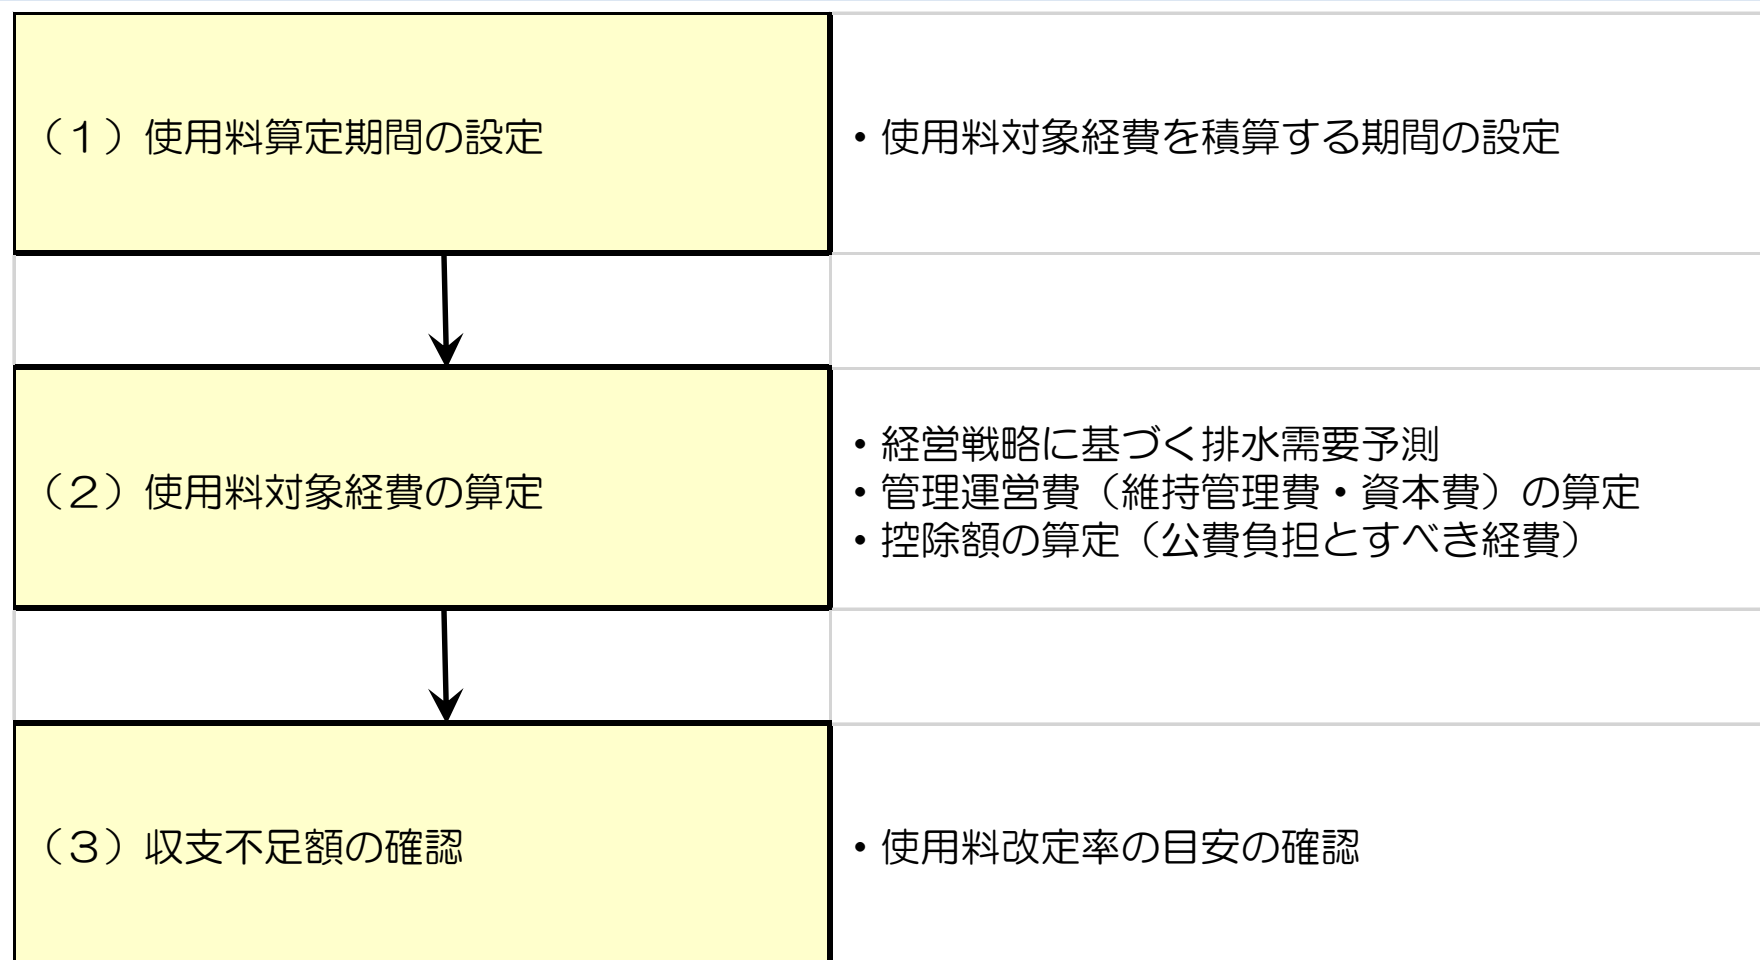 （１）使用料算定期間の設定
・使用料対象経費を積算する期間の設定
（２）使用料対象経費の算定
・経営戦略に基づく排水需要予測
・管理運営費（維持管理費・資本費）の算定
・控除額の算定（公費負担とすべき経費）
（３）収支不足額の確認
・使用料改定率の目安の確認